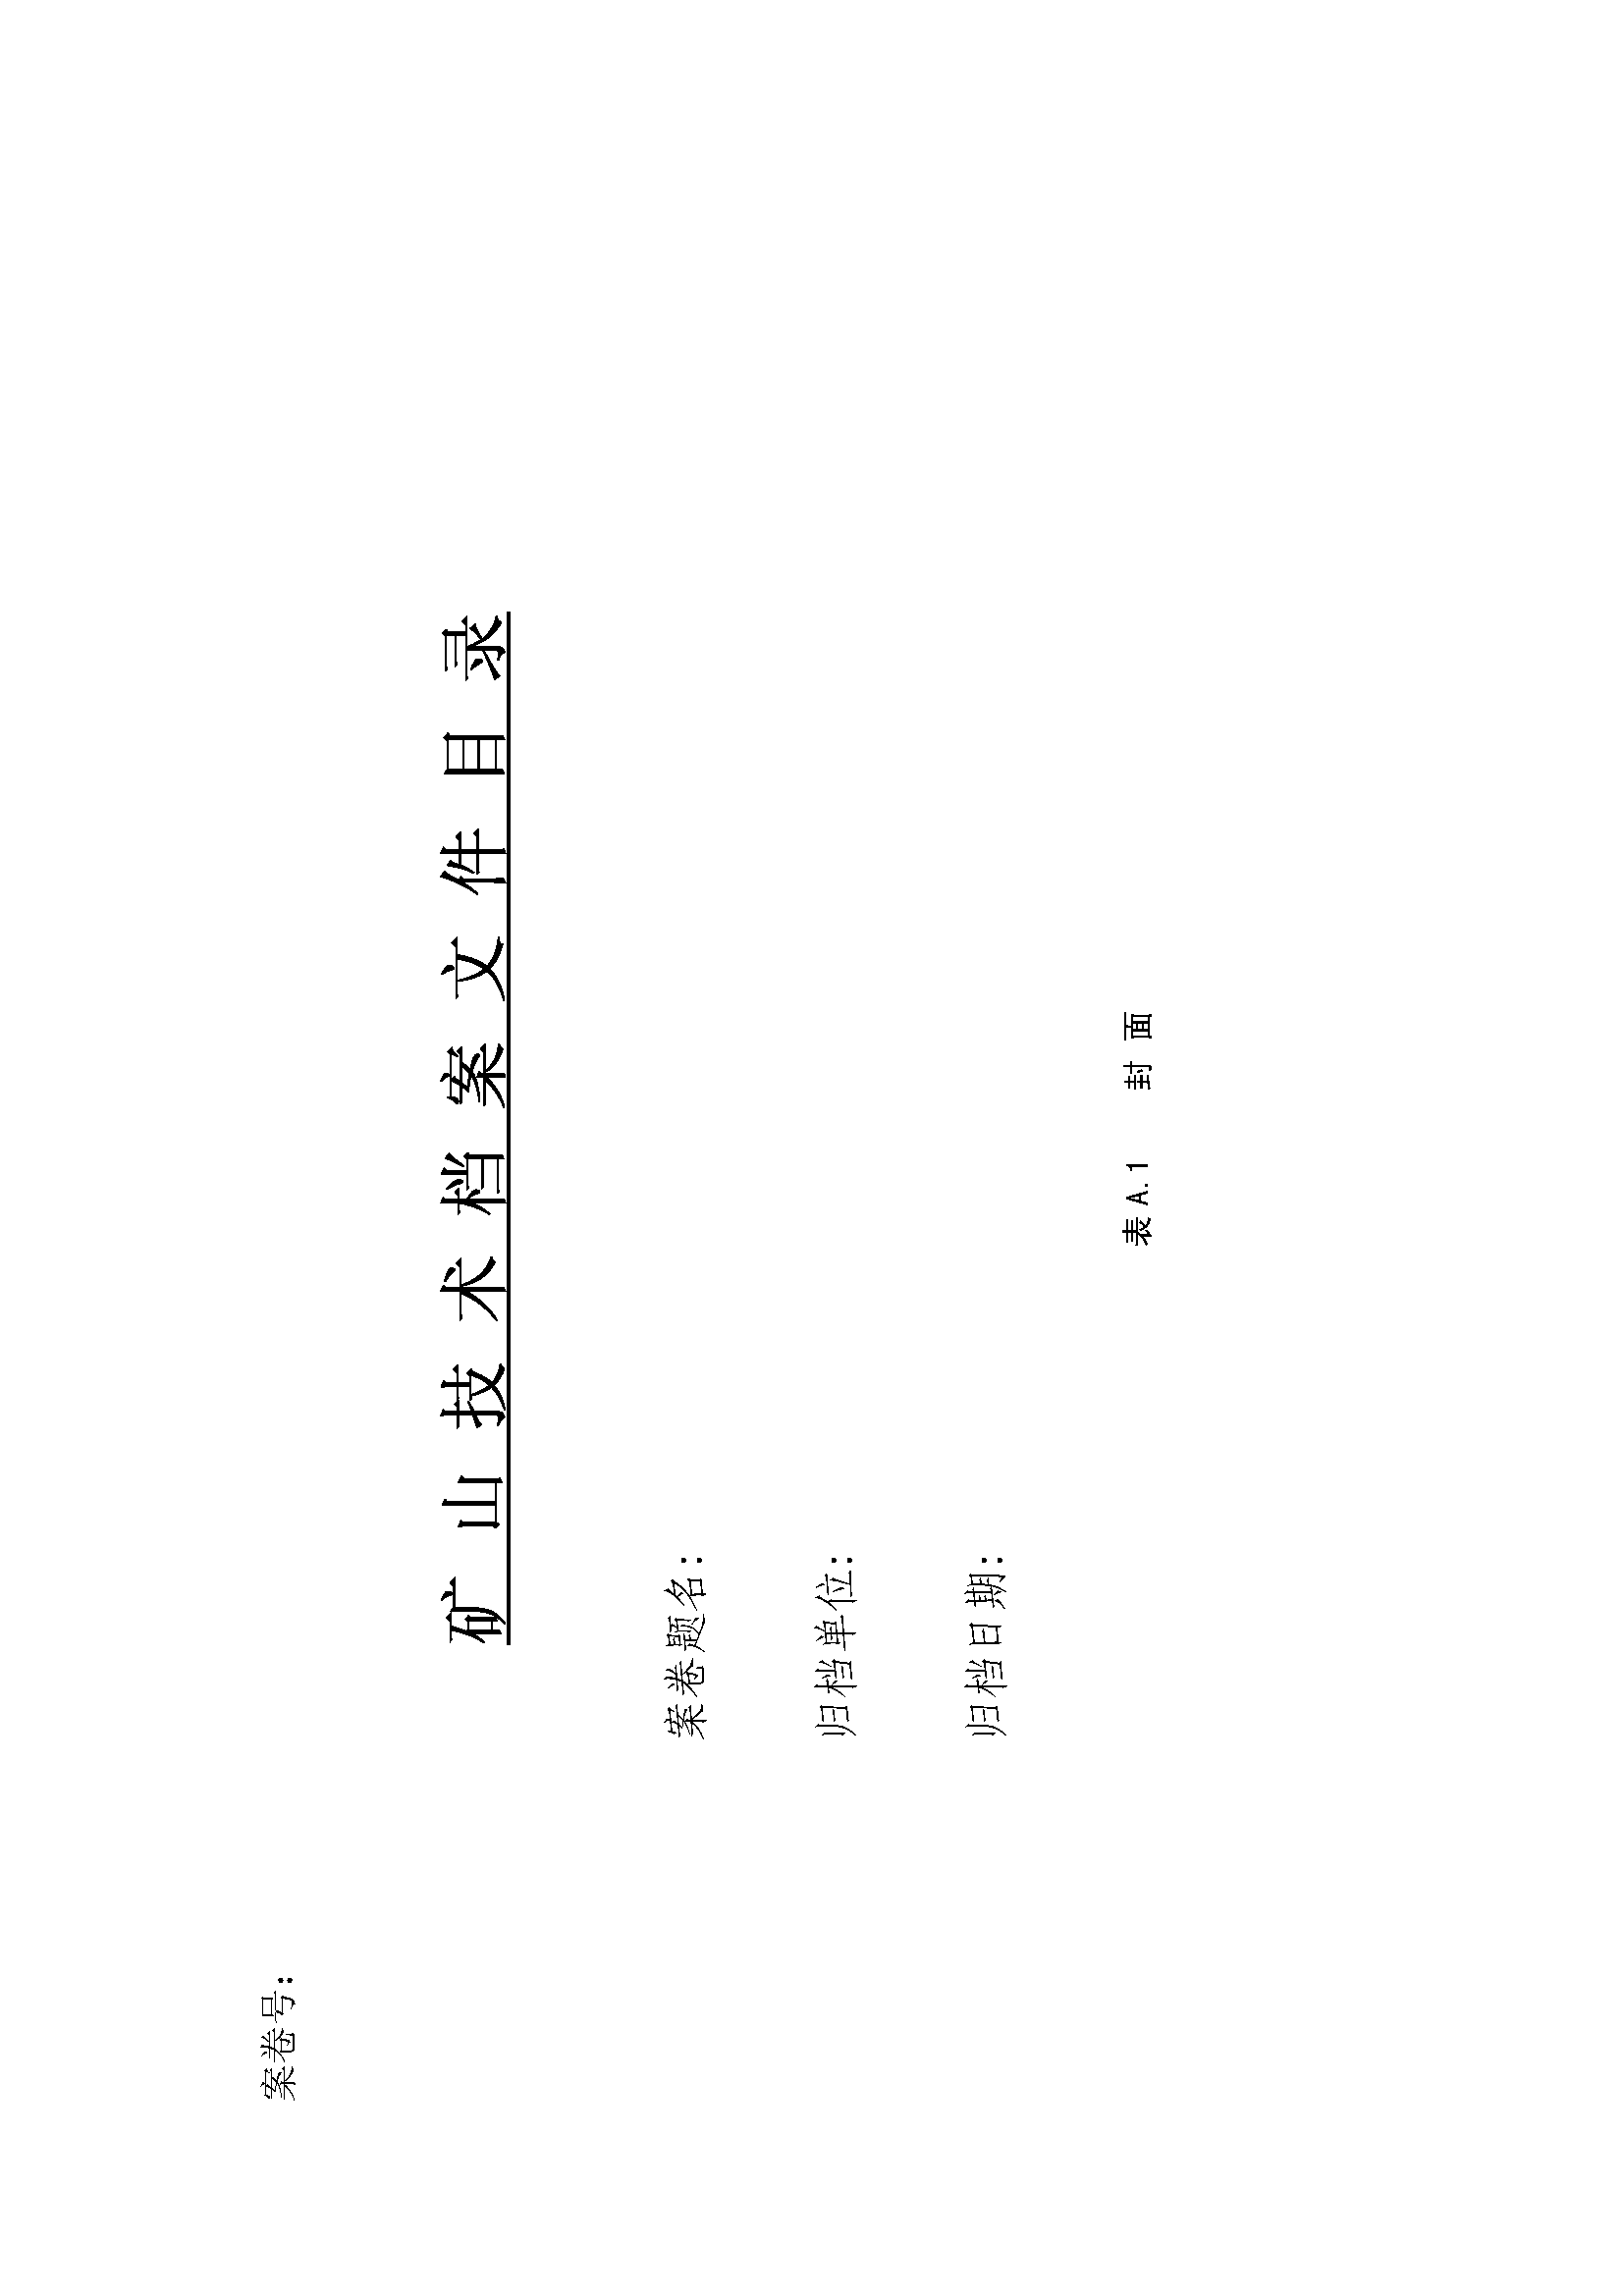 案卷号：
矿山技术档案文件目录
案卷题名：
归档单位：
归档日期：
表 A.1 封 面